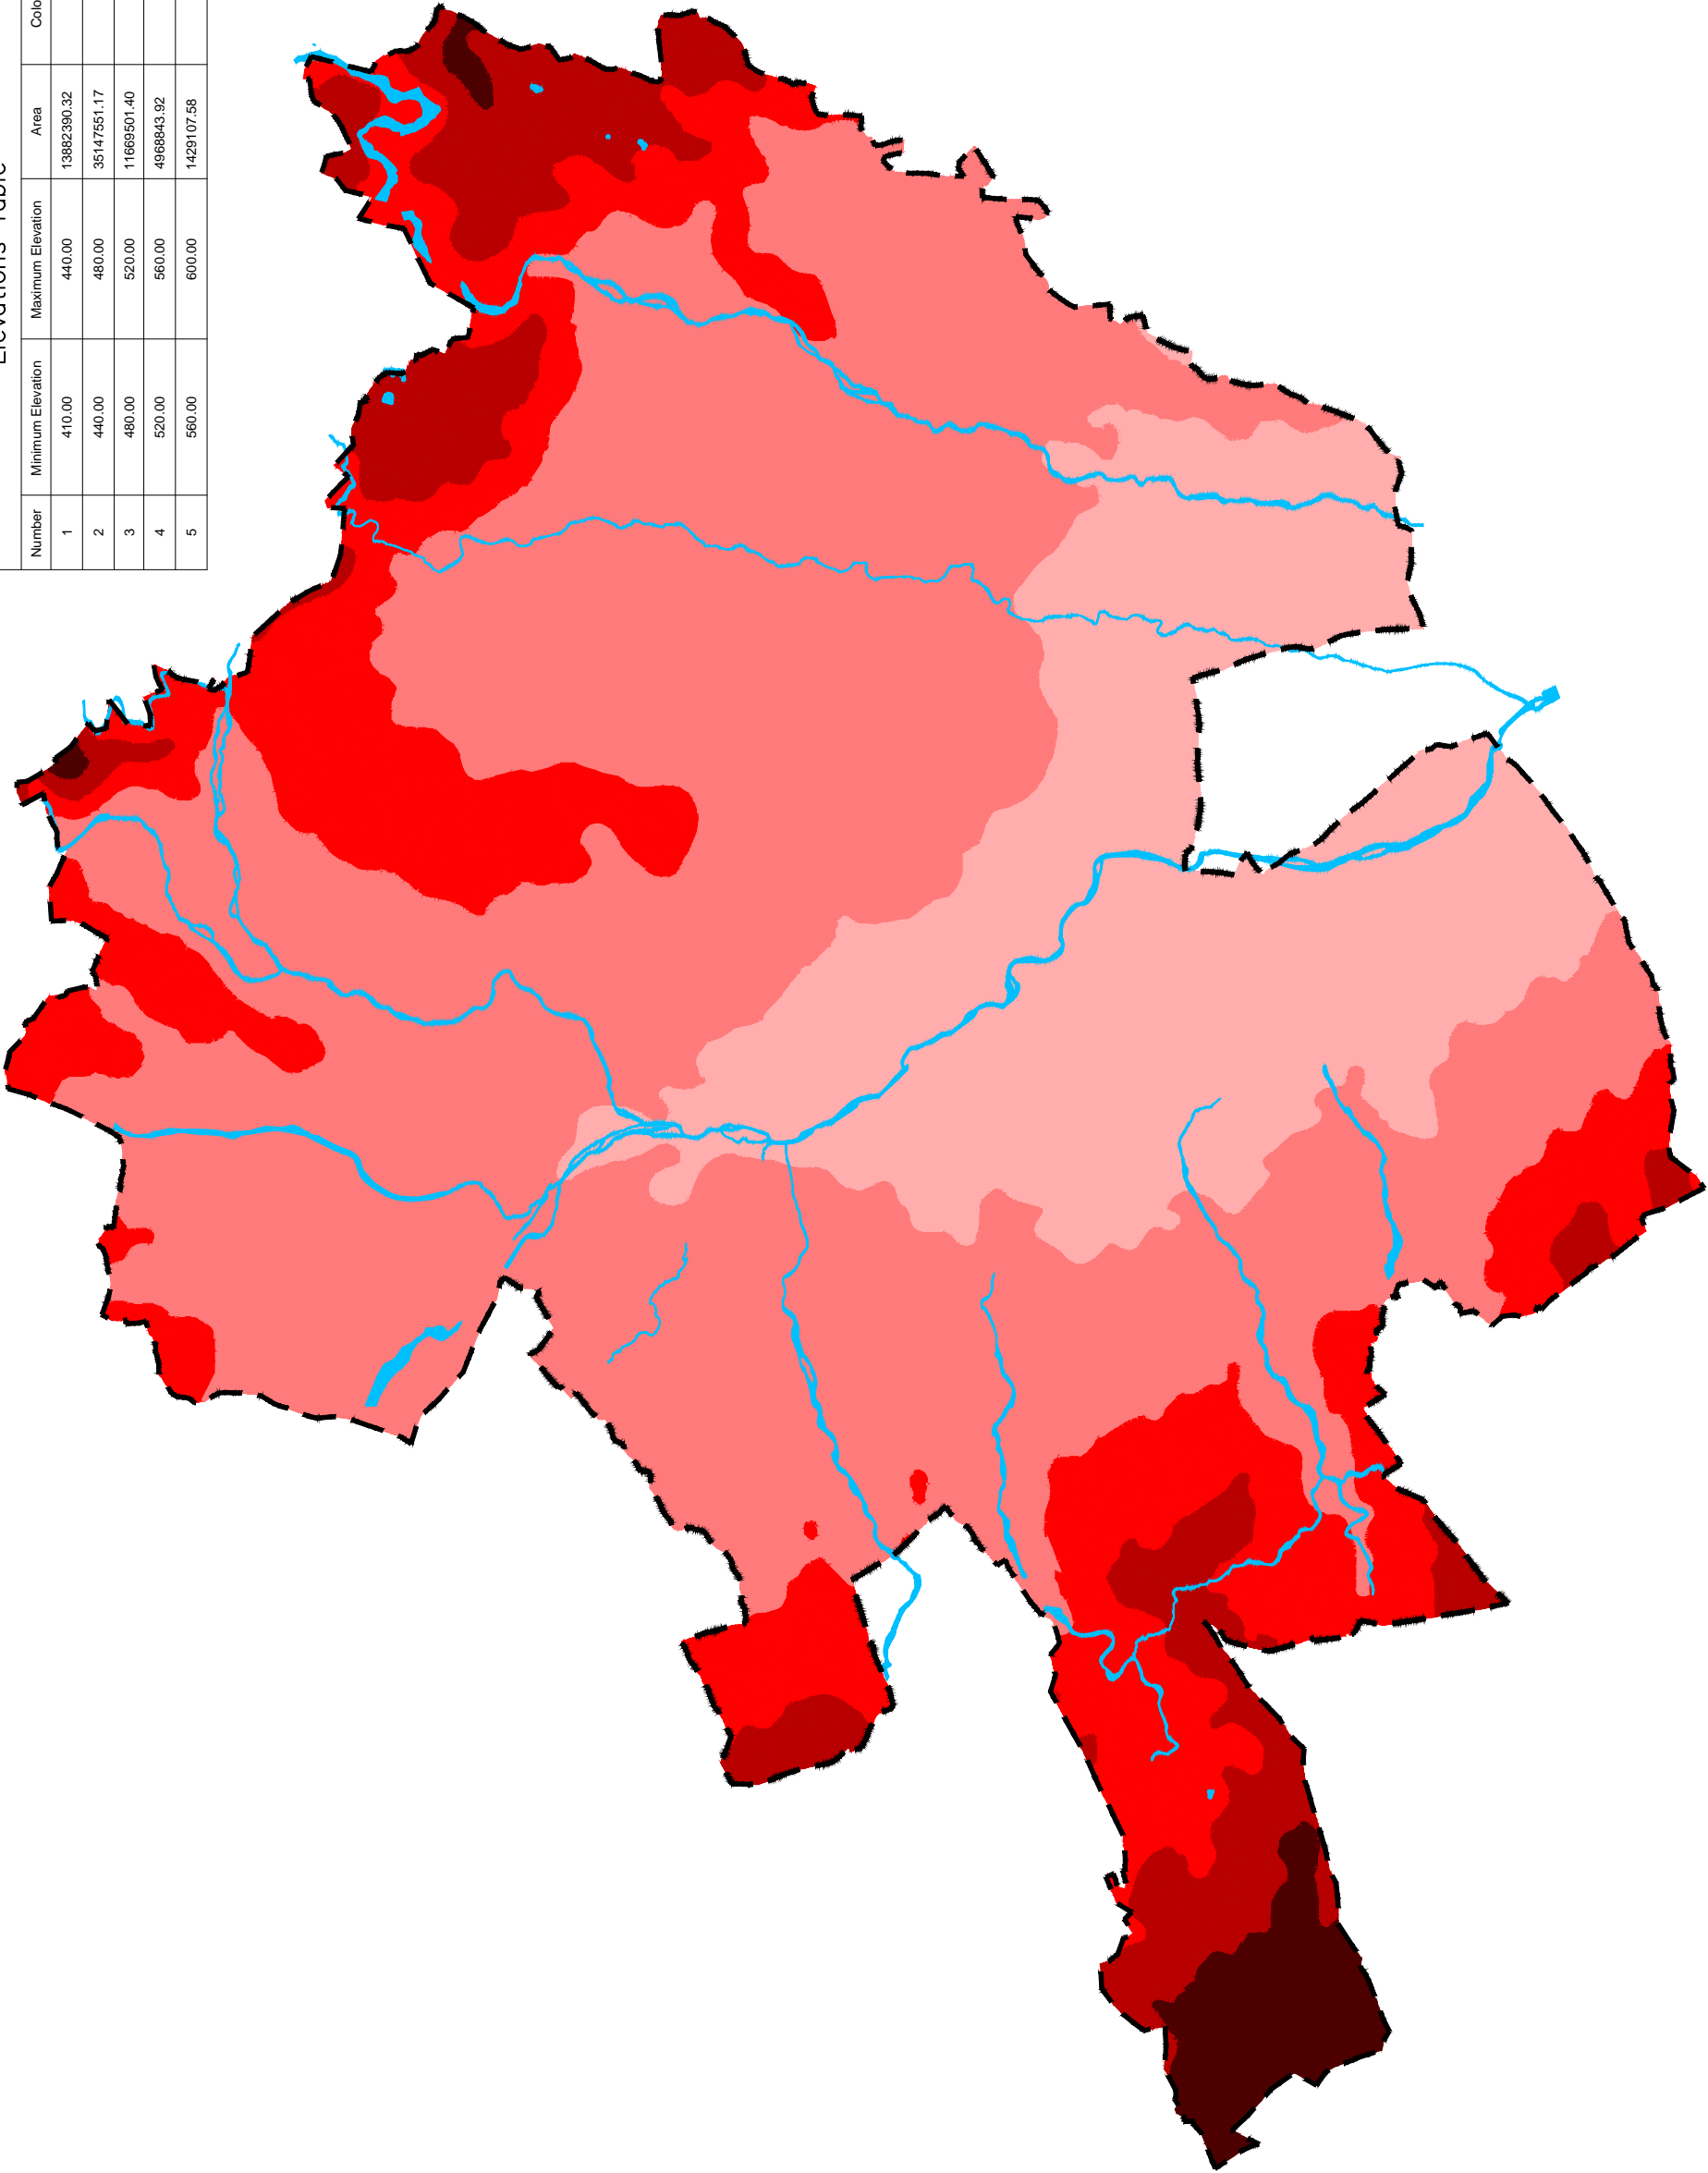 Elevations Table
Number Minimum Elevation Maximum Elevation Area
1 410.00 440.00 13882390.32
2 440.00 480.00 35147551.17
3 480.00 520.00 11669501.40
4 520.00 560.00 4968843.92
5 560.00 600.00 1429107.58